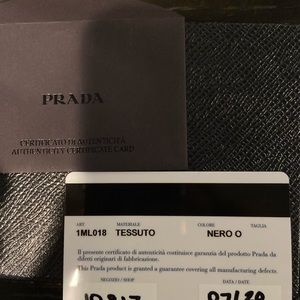 PRADA
CERTIFICATO DI AUTENTICITÀ
AUTHENTICITY CERTIFICATE CARD
ART. MATERIALE COLORE TAGLIA
1ML018 TESSUTO NERO O
Il presente certificato di autenticità costituisce garanzia del prodotto Prada da
difetti originari di fabbricazione.
This Prada product is granted a guarantee covering all manufacturing defects.
NEGOZIO / SHOP DATA / DATE